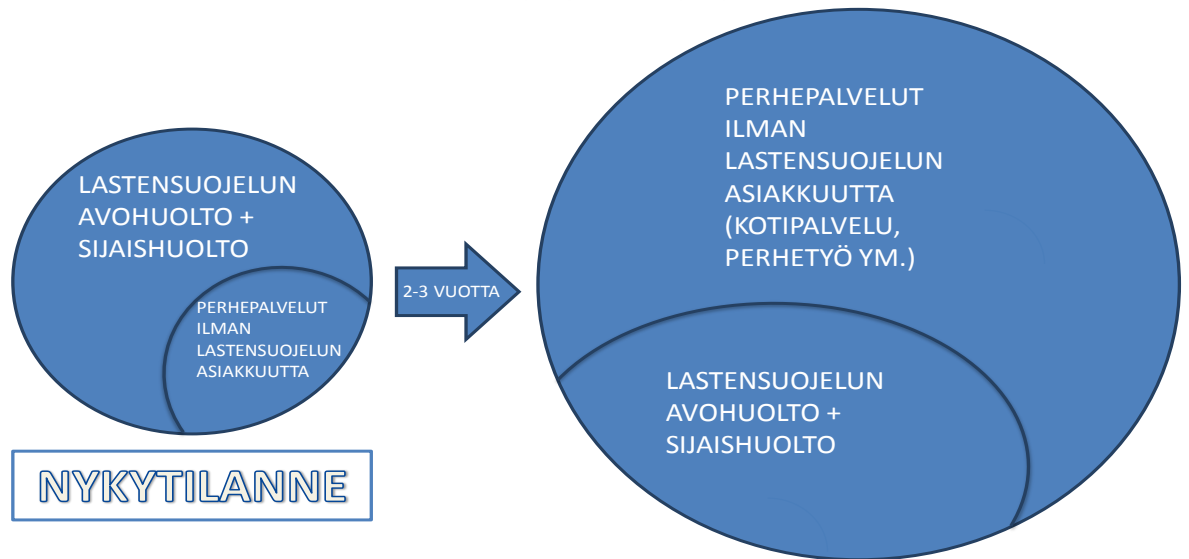 LASTENSUOJELUN
AVOHUOLTO +
SIJAISHUOLTO
PERHEPALVELUT
ILMAN
LASTENSUOJELUN
ASIAKKUUTTA
NYKYTILANNE
2-3 VUOTTA
PERHEPALVELUT
ILMAN
LASTENSUOJELUN
ASIAKKUUTTA
(KOTIPALVELU,
PERHETYÖ YM.)
LASTENSUOJELUN
AVOHUOLTO +
SIJAISHUOLTO